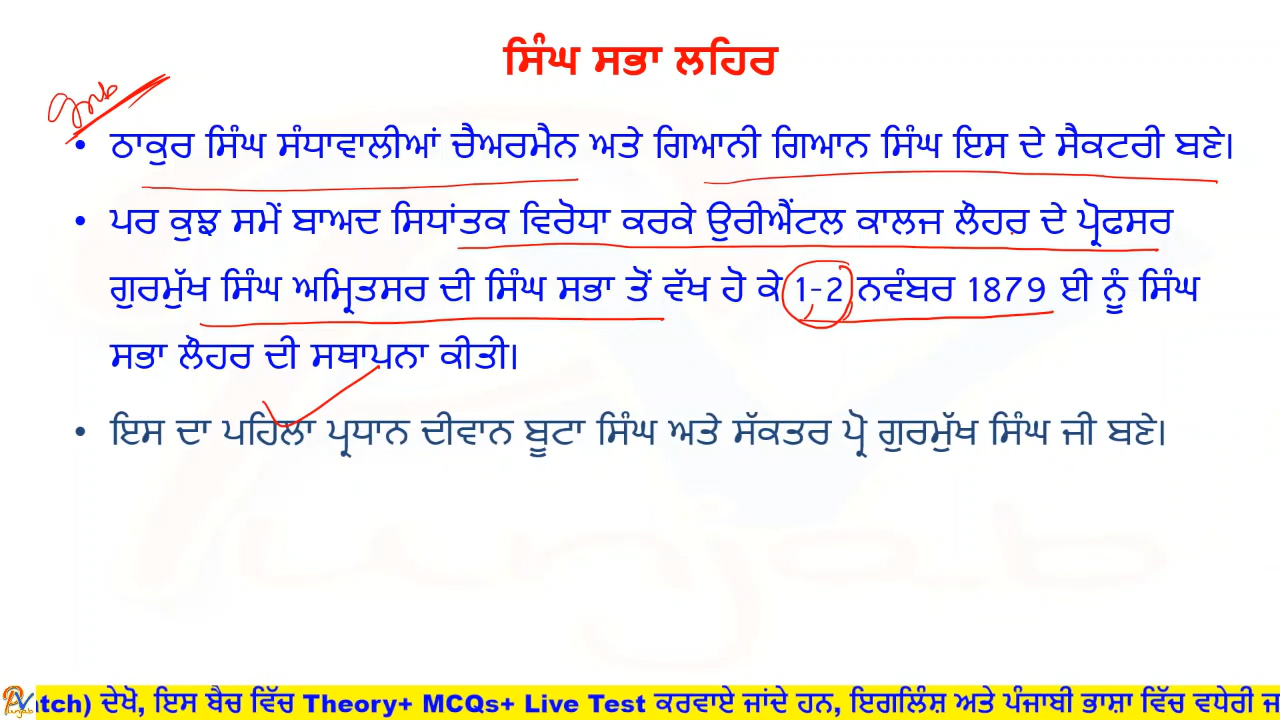 ਸਿੰਘ ਸਭਾ ਲਹਿਰ
• ਠਾਕੁਰ ਸਿੰਘ ਸੰਧਾਵਾਲੀਆਂ ਚੈਅਰਮੈਨ ਅਤੇ ਗਿਆਨੀ ਗਿਆਨ ਸਿੰਘ ਇਸ ਦੇ ਸੈਕਟਰੀ ਬਣੇ।
• ਪਰ ਕੁਝ ਸਮੇਂ ਬਾਅਦ ਸਿਧਾਂਤਕ ਵਿਰੋਧਾ ਕਰਕੇ ਉਰੀਐਂਟਲ ਕਾਲਜ ਲੌਹਰ ਦੇ ਪ੍ਰੋਫਸਰ
ਗੁਰਮੁੱਖ ਸਿੰਘ ਅਮ੍ਰਿਤਸਰ ਦੀ ਸਿੰਘ ਸਭਾ ਤੋਂ ਵੱਖ ਹੋ ਕੇ 1-2 ਨਵੰਬਰ 1879 ਈ ਨੂੰ ਸਿੰਘ
ਸਭਾ ਲੌਹਰ ਦੀ ਸਥਾਪਨਾ ਕੀਤੀ।
• ਇਸ ਦਾ ਪਹਿਲਾ ਪ੍ਰਧਾਨ ਦੀਵਾਨ ਬੂਟਾ ਸਿੰਘ ਅਤੇ ਸੱਕਤਰ ਪ੍ਰੋ ਗੁਰਮੁੱਖ ਸਿੰਘ ਜੀ ਬਣੇ।
Punjab
atch) ਦੇਖੋ, ਇਸ ਬੈਚ ਵਿੱਚ Theory+ MCQs+ Live Test ਕਰਵਾਏ ਜਾਂਦੇ ਹਨ, ਇਗਲਿੰਸ਼ ਅਤੇ ਪੰਜਾਬੀ ਭਾਸ਼ਾ ਵਿੱਚ ਵਧੇਰੀ ਜ